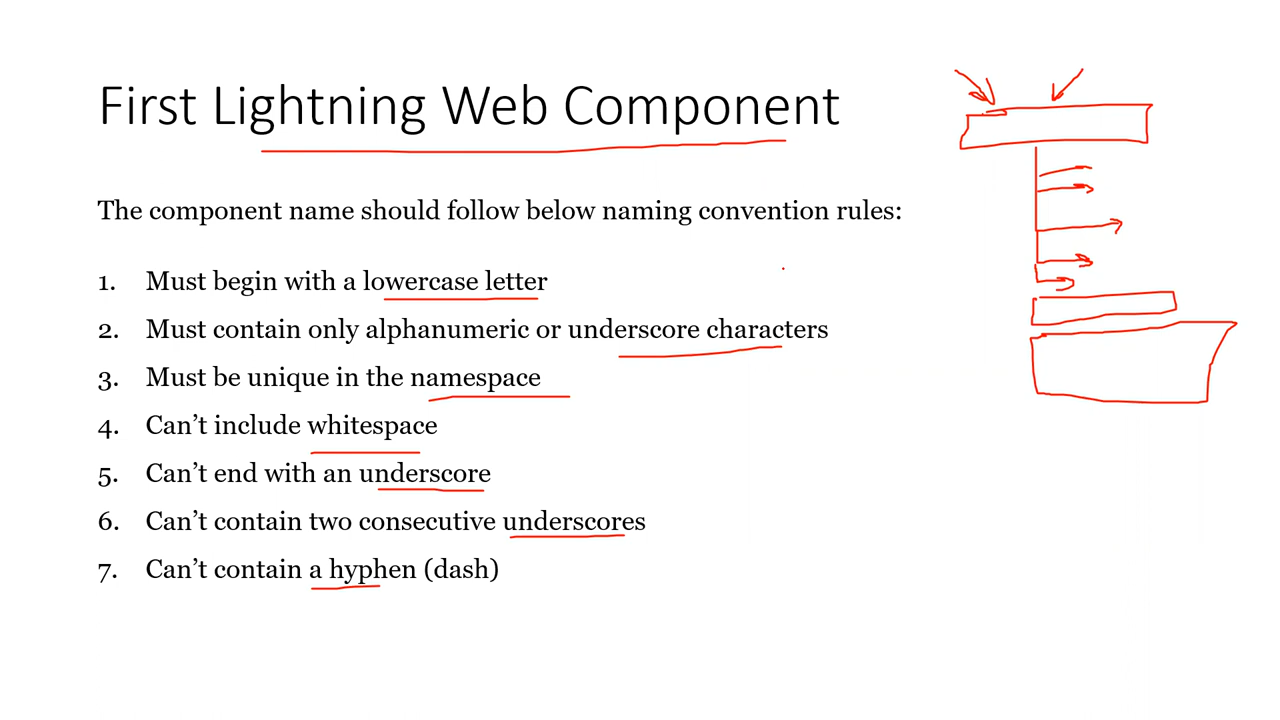 First Lightning Web Component
The component name should follow below naming convention rules:
1. Must begin with a lowercase letter
2. Must contain only alphanumeric or underscore characters
3. Must be unique in the namespace
4. Can’t include whitespace
5. Can’t end with an underscore
6. Can’t contain two consecutive underscores
7. Can’t contain a hyphen (dash)